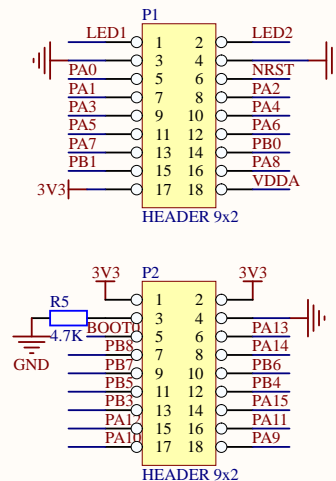 P1
LED1 1 2 LED2
3 4
PA0 5 6 NRST
PA1 7 8 PA2
PA3 9 10 PA4
PA5 11 12 PA6
PA7 13 14 PB0
PB1 15 16 PA8
3V3 17 18 VDDA
HEADER 9x2
3V3 P2 3V3
1 2
R5 3 4
4.7K BOOT0 5 6 PA13
GND PB8 7 8 PA14
PB7 9 10 PB6
PB5 11 12 PB4
PB3 13 14 PA15
PA12 15 16 PA11
PA10 17 18 PA9
HEADER 9x2